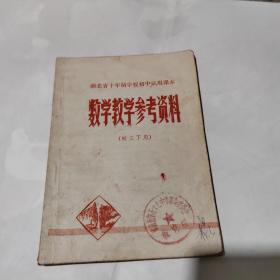 湖北省十年制学校初中试用课本
数学教学参考资料
(初三下用)